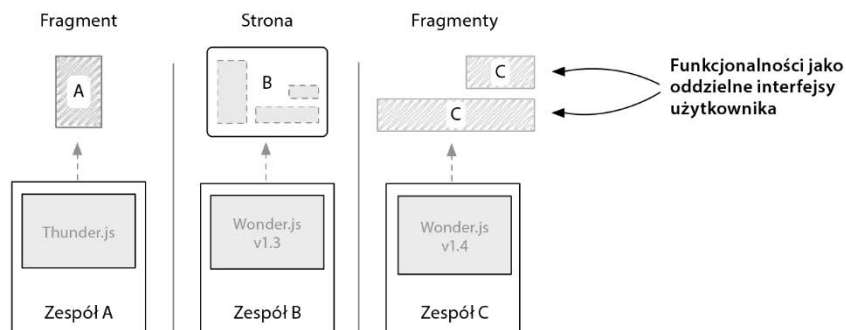 Fragment
Strona
Fragmenty
A
B
C
C
Funkcjonalności jako
oddzielne interfejsy
użytkownika
Thunder.js
Wonder.js
v1.3
Wonder.js
v1.4
Zespół A
Zespół B
Zespół C